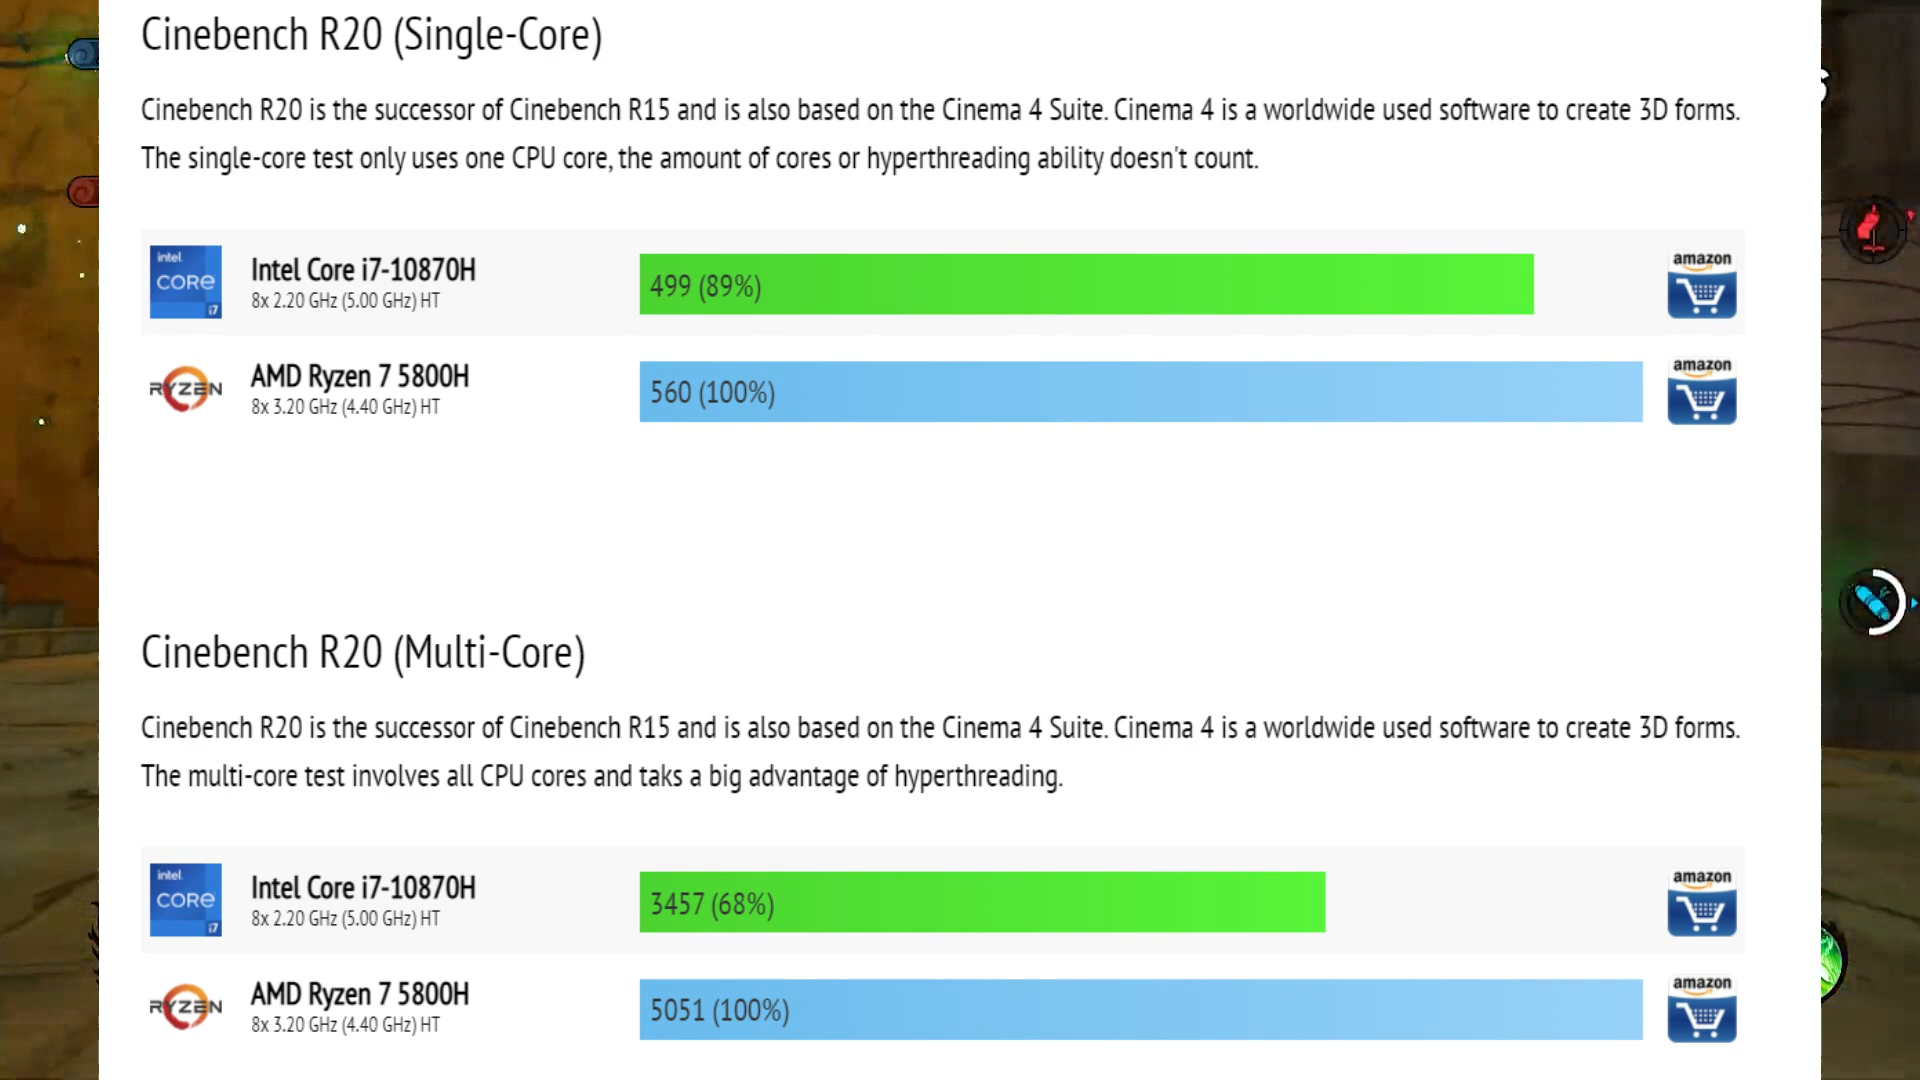 Cinebench R20 (Single-Core)
Cinebench R20 is the successor of Cinebench R15 and is also based on the Cinema 4 Suite. Cinema 4 is a worldwide used software to create 3D forms.
The single-core test only uses one CPU core, the amount of cores or hyperthreading ability doesn't count.
intel
CORE
i7
Intel Core i7-10870H
8x 2.20 GHz (5.00 GHz) HT
499 (89%)
amazon
RYZEN
AMD Ryzen 7 5800H
8x 3.20 GHz (4.40 GHz) HT
560 (100%)
amazon
Cinebench R20 (Multi-Core)
Cinebench R20 is the successor of Cinebench R15 and is also based on the Cinema 4 Suite. Cinema 4 is a worldwide used software to create 3D forms.
The multi-core test involves all CPU cores and taks a big advantage of hyperthreading.
intel
CORE
i7
Intel Core i7-10870H
8x 2.20 GHz (5.00 GHz) HT
3457 (68%)
amazon
RYZEN
AMD Ryzen 7 5800H
8x 3.20 GHz (4.40 GHz) HT
5051 (100%)
amazon